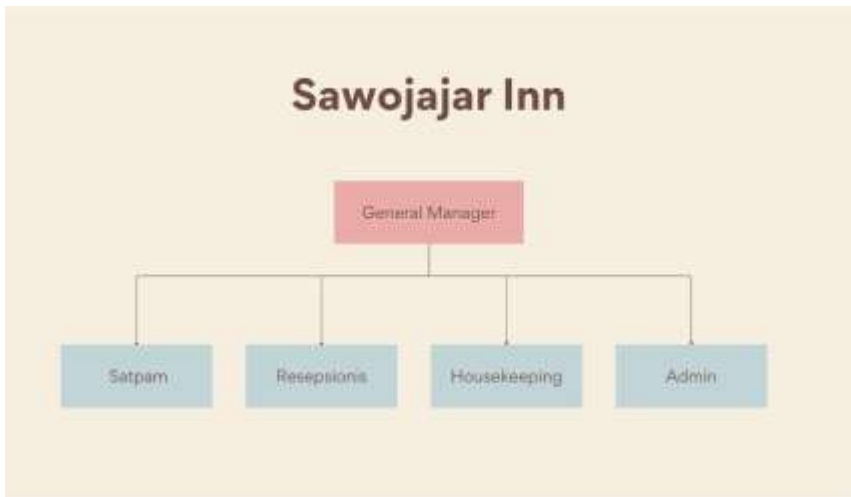 Sawojajar Inn
General Manager
Satpam
Resepsionis
Housekeeping
Admin